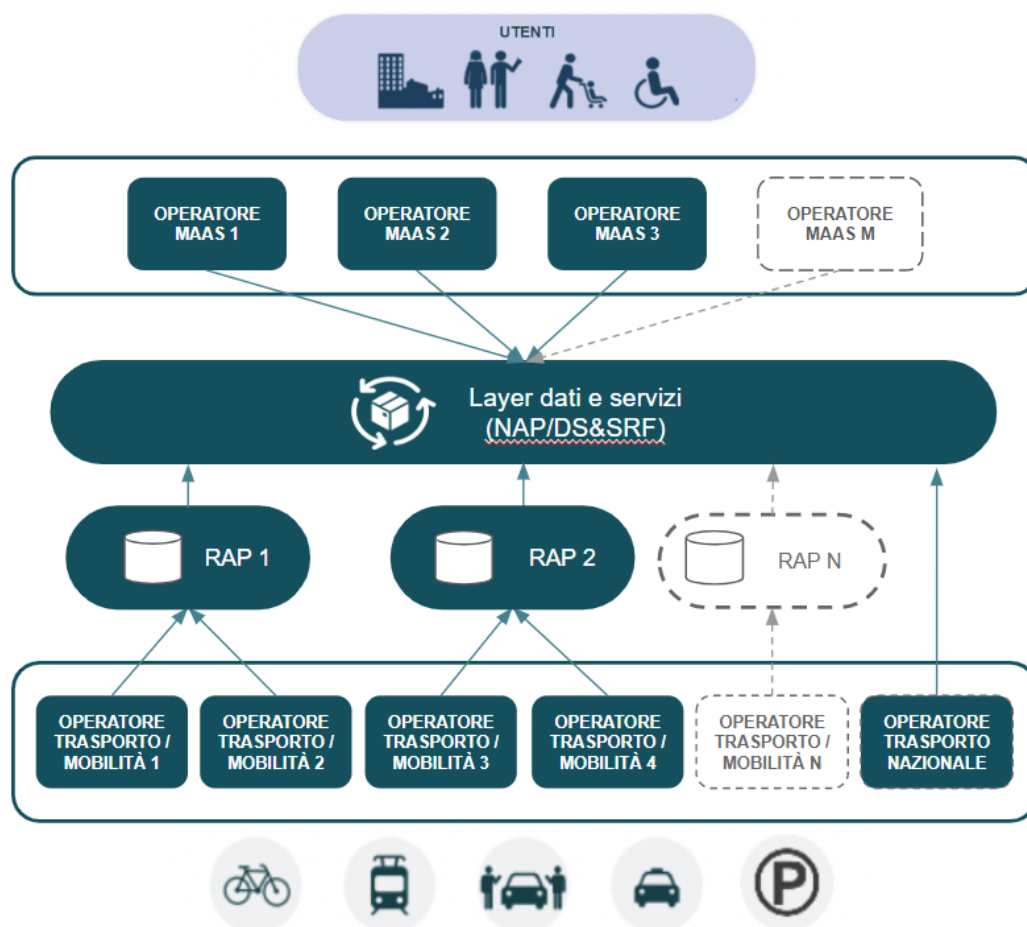 UTENTI
OPERATORE
MAAS 1
OPERATORE
MAAS 2
OPERATORE
MAAS 3
OPERATORE
MAAS M
Layer dati e servizi
(NAP/DS&SRF)
RAP 1
RAP 2
RAP N
OPERATORE
TRASPORTO /
MOBILITÀ 1
OPERATORE
TRASPORTO /
MOBILITÀ 2
OPERATORE
TRASPORTO /
MOBILITÀ 3
OPERATORE
TRASPORTO /
MOBILITÀ 4
OPERATORE
TRASPORTO /
MOBILITÀ N
OPERATORE
TRASPORTO
NAZIONALE
P